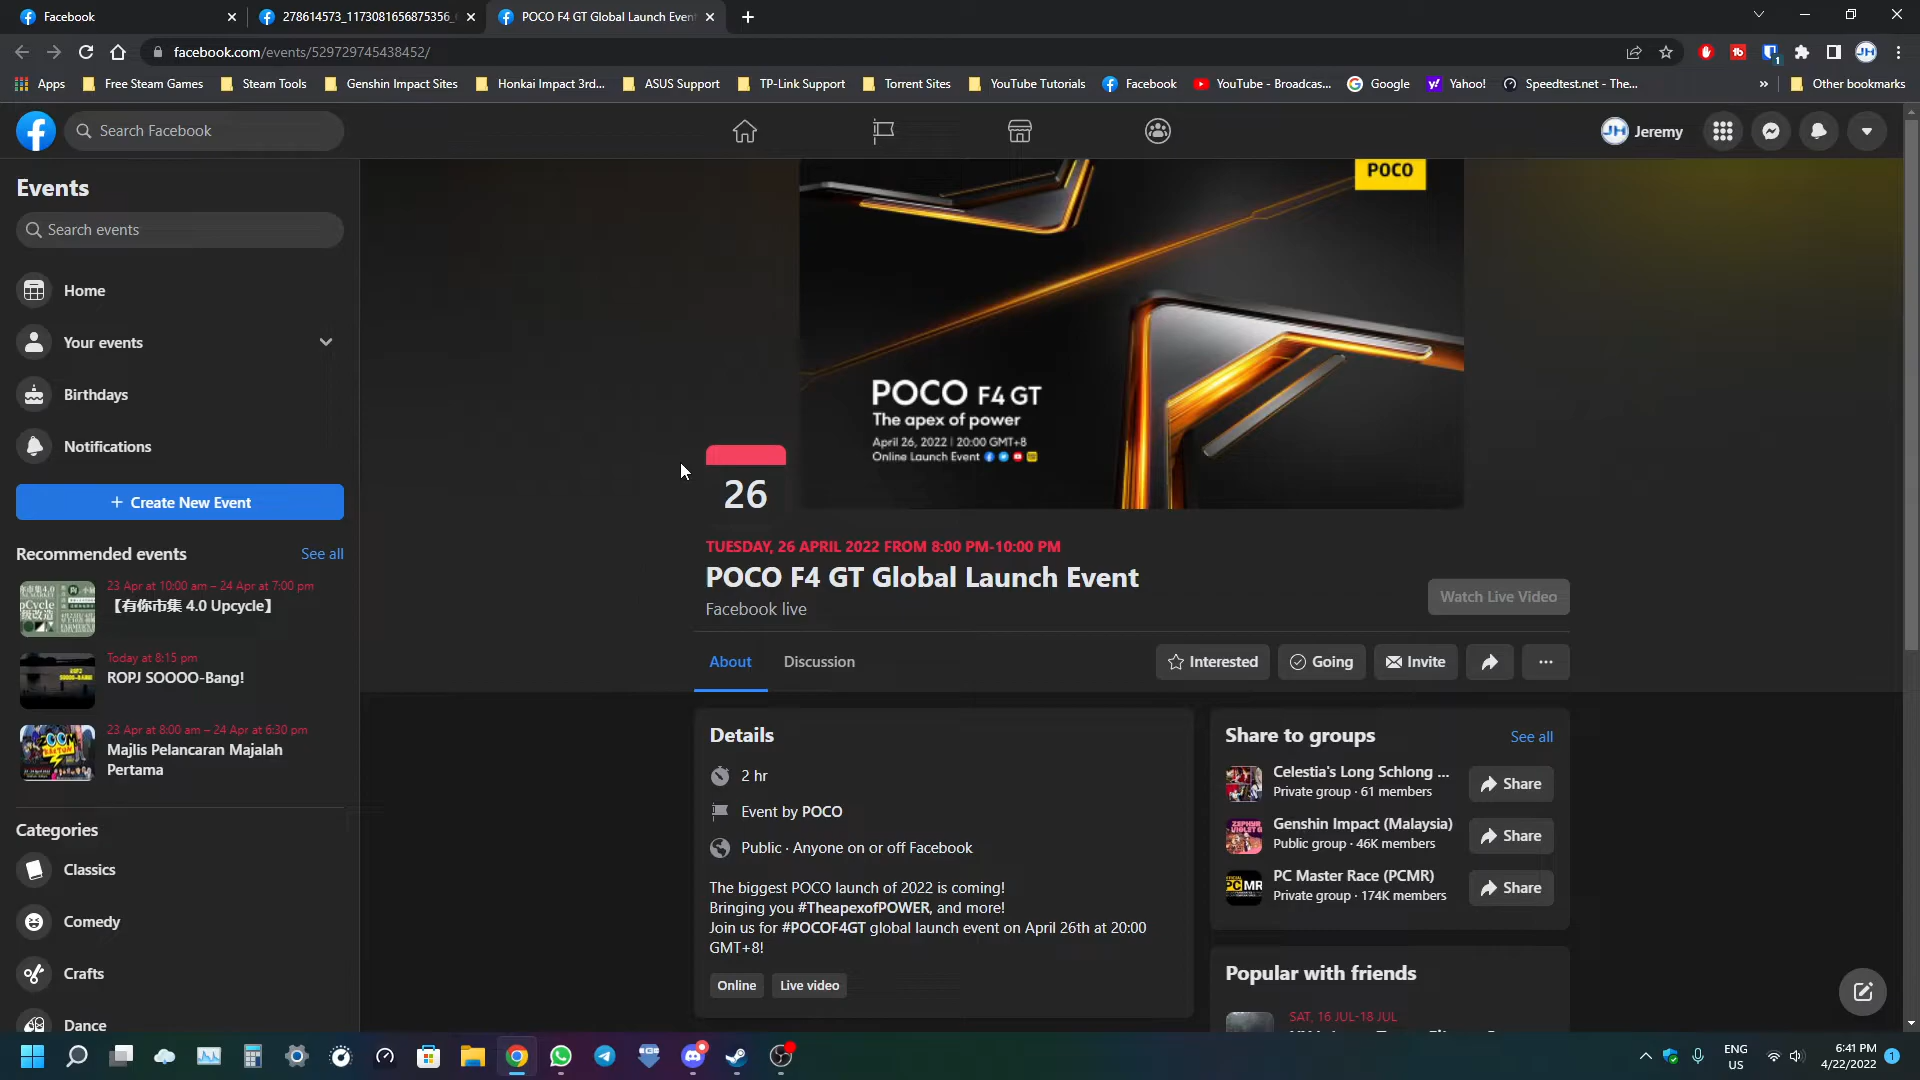 Facebook
278614573_1173081656875356_
POCO F4 GT Global Launch Even
facebook.com/events/529729745438452/
Apps
Free Steam Games
Steam Tools
Genshin Impact Sites
Honkai Impact 3rd...
ASUS Support
TP-Link Support
Torrent Sites
YouTube Tutorials
Facebook
YouTube - Broadcas...
Google
Yahoo!
Speedtest.net - The...
»
Other bookmarks
Search Facebook
JH Jeremy
Events
Search events
Home
Your events
Birthdays
Notifications
+ Create New Event
Recommended events
See all
23 Apr at 10:00 am – 24 Apr at 7:00 pm
【有你市集 4.0 Upcycle】
Today at 8:15 pm
ROPJ SOOOO-Bang!
23 Apr at 8:00 am – 24 Apr at 6:30 pm
Majlis Pelancaran Majalah
Pertama
Categories
Classics
Comedy
Crafts
Dance
POCO
POCO F4 GT
The apex of power
April 26, 2022 | 20:00 GMT+8
Online Launch Event
26
TUESDAY, 26 APRIL 2022 FROM 8:00 PM-10:00 PM
POCO F4 GT Global Launch Event
Facebook live
Watch Live Video
About
Discussion
Interested
Going
Invite
Details
2 hr
Event by POCO
Public · Anyone on or off Facebook
The biggest POCO launch of 2022 is coming!
Bringing you #TheapexofPOWER, and more!
Join us for #POCOF4GT global launch event on April 26th at 20:00
GMT+8!
Online
Live video
Share to groups
See all
Celestia's Long Schlong ...
Private group · 61 members
Share
Genshin Impact (Malaysia)
Public group · 46K members
Share
PC Master Race (PCMR)
Private group · 174K members
Share
Popular with friends
SAT, 16 JUL-18 JUL
ENG
US
6:41 PM
4/22/2022
1